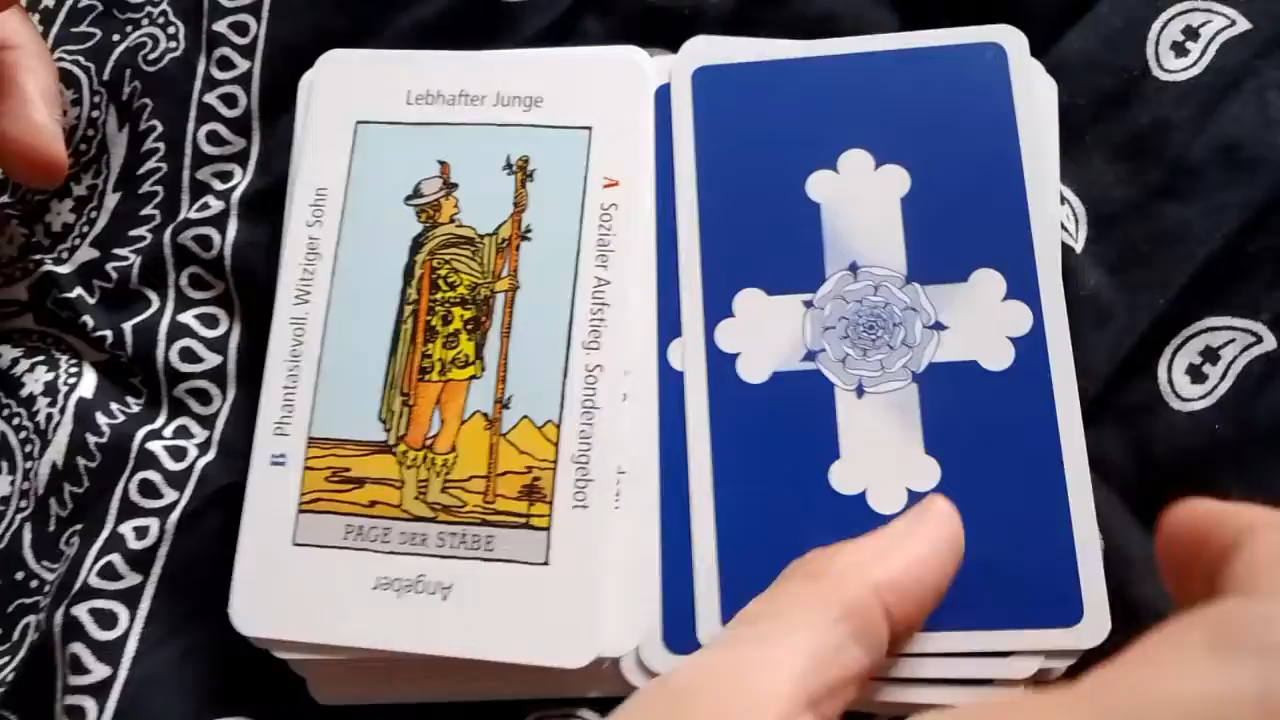 Lebhafter Junge
Phantasievoll. Witziger Sohn
Sozialer Aufstieg. Sonderangebot
PAGE DER STÄBE
Angeber